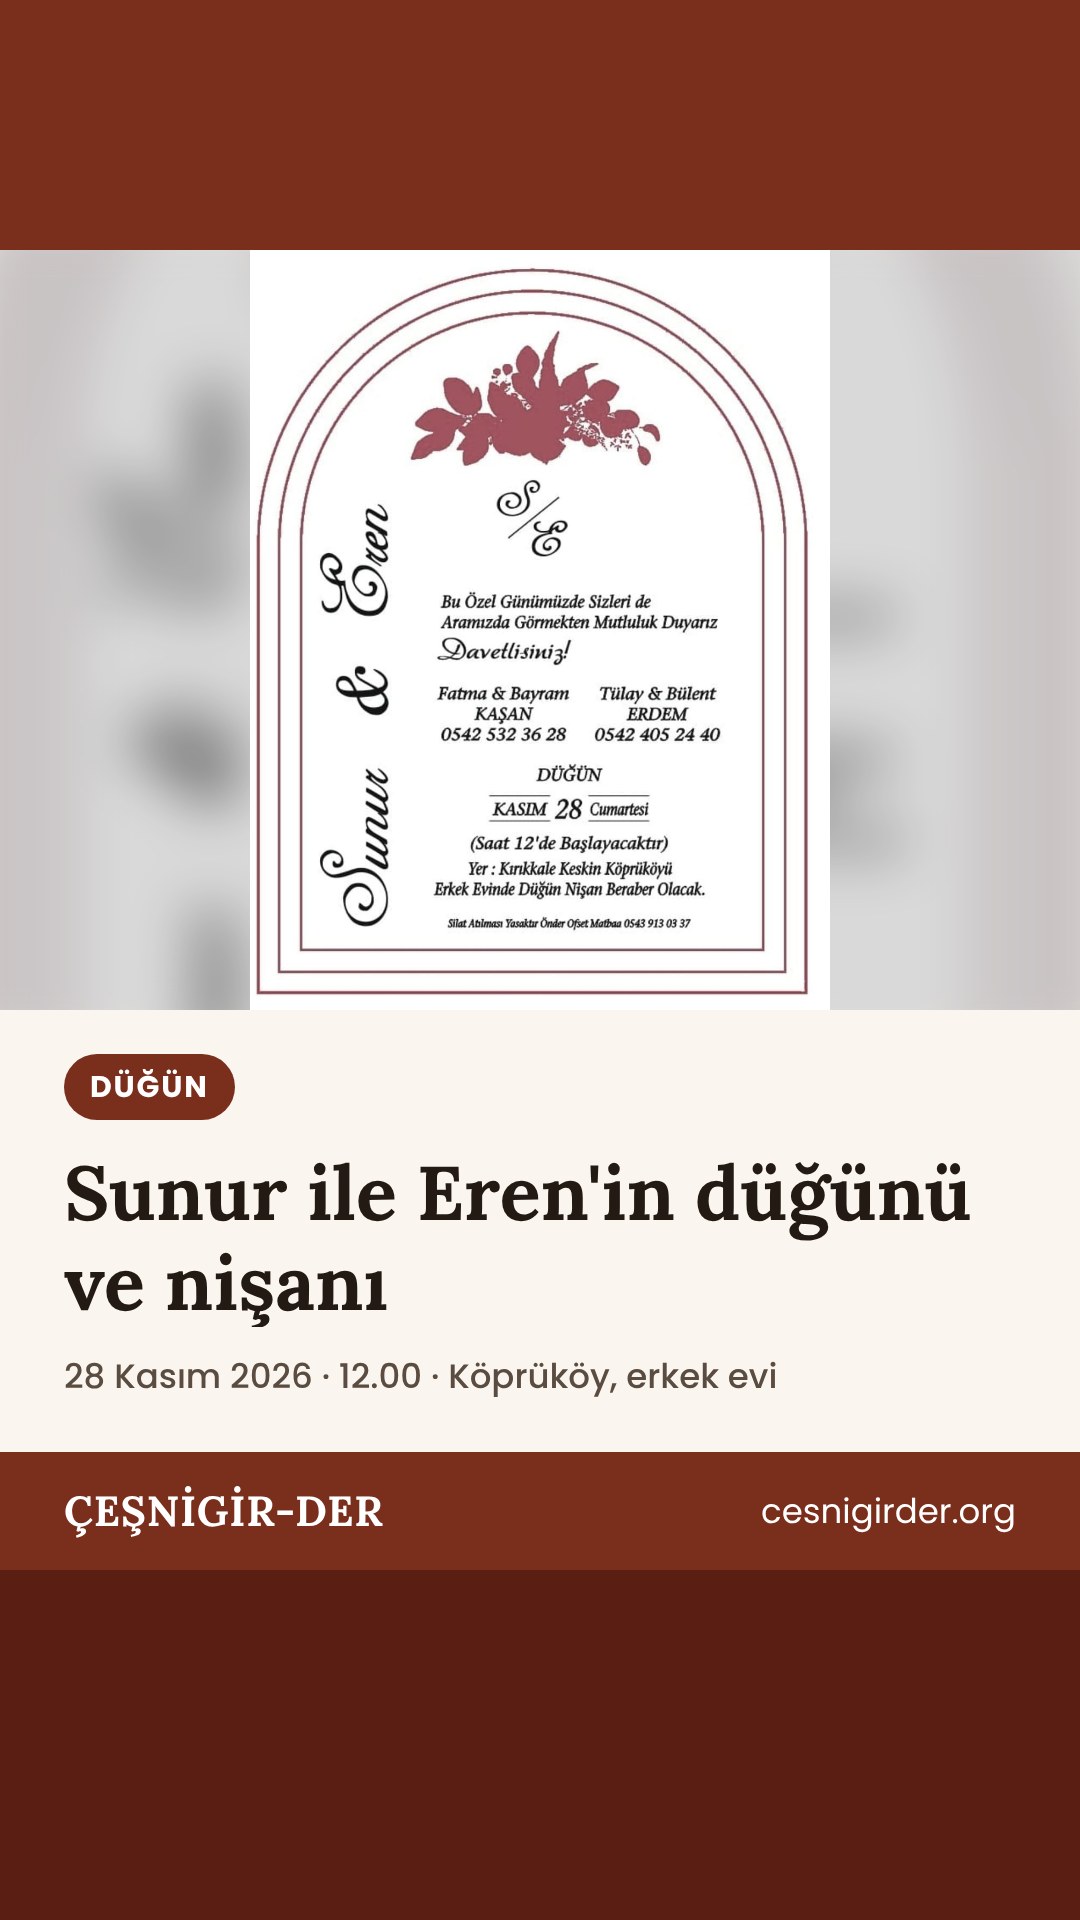 S/E
Sunur & Eren
Bu Özel Günümüzde Sizleri de
Aramızda Görmekten Mutluluk Duyarız
Davetlisiniz!
Fatma & Bayram
KAŞAN
0542 532 36 28
Tülay & Bülent
ERDEM
0542 405 24 40
DÜĞÜN
KASIM 28 Cumartesi
(Saat 12'de Başlayacaktır)
Yer : Kırıkkale Keskin Köprüköyü
Erkek Evinde Düğün Nişan Beraber Olacak.
Silat Atılması Yasaktır Önder Ofset Matbaa 0543 913 03 37
DÜĞÜN
Sunur ile Eren'in düğünü
ve nişanı
28 Kasım 2026 · 12.00 · Köprüköy, erkek evi
ÇEŞNİGİR-DER
cesnigirder.org